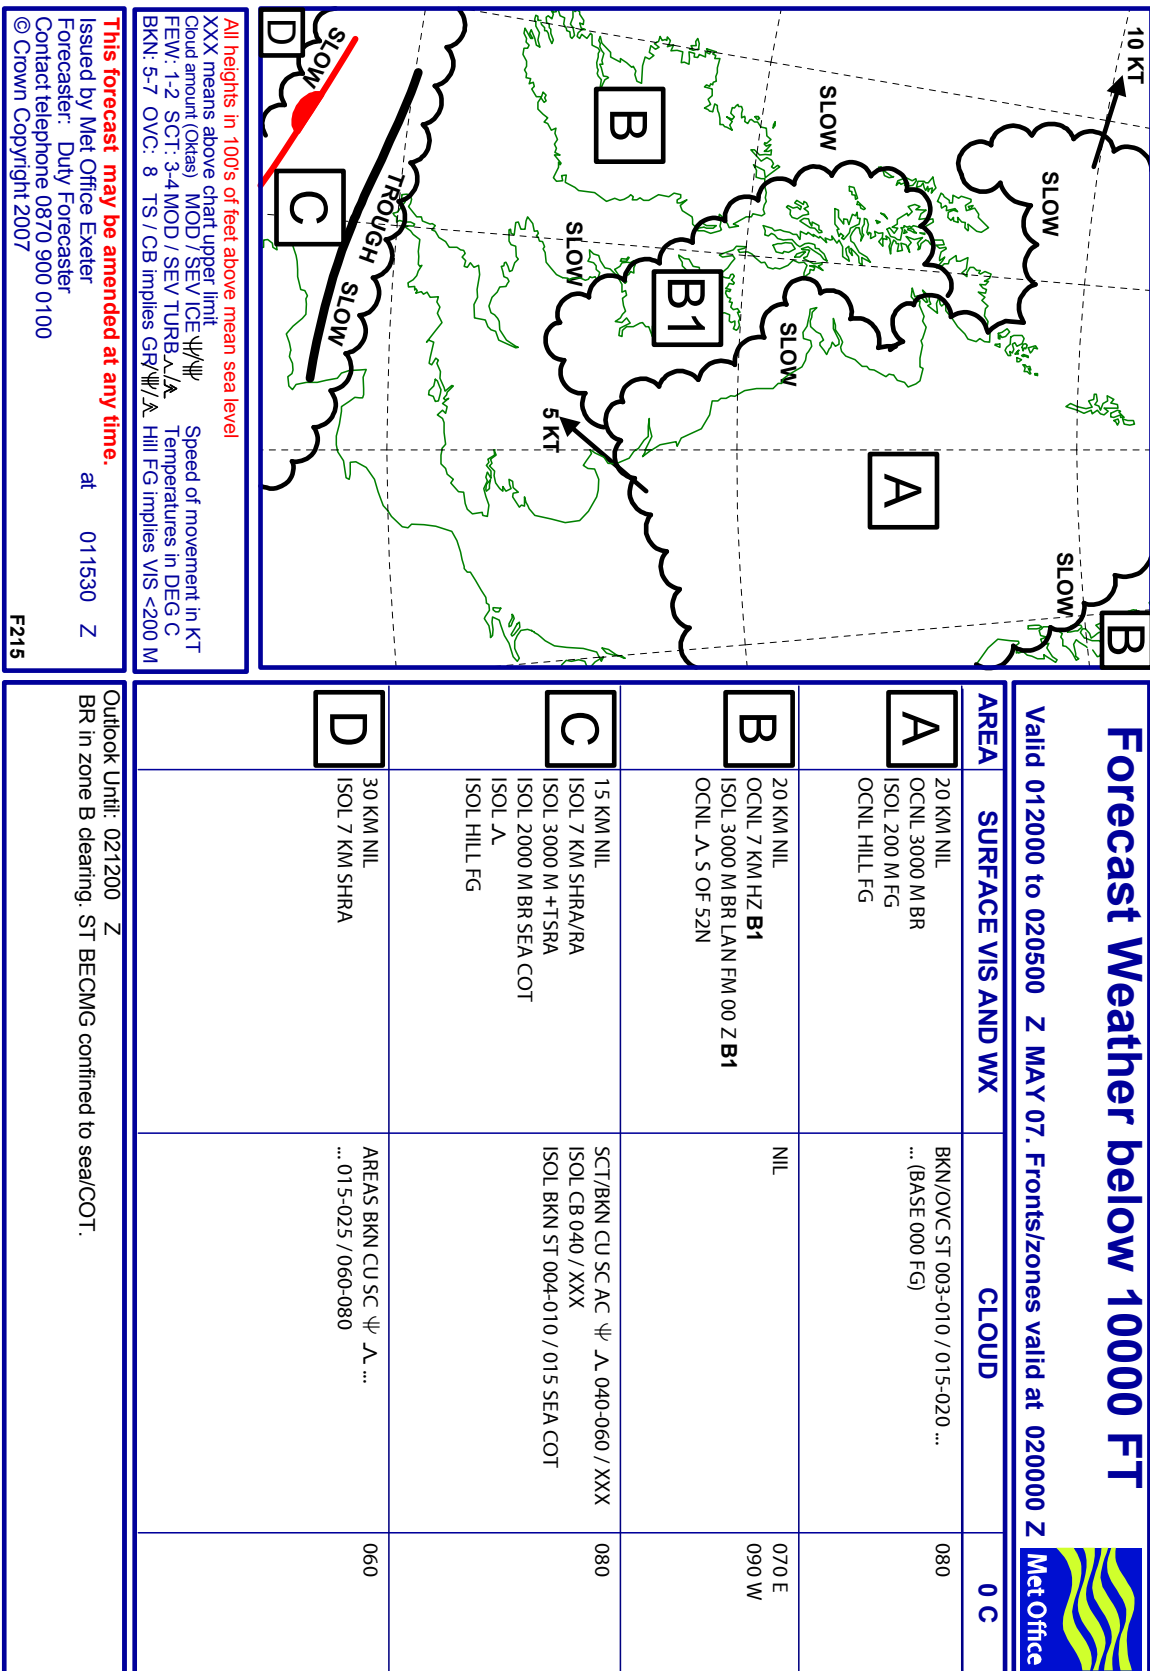 Forecast Weather below 10000 FT
Valid 012000 to 020500 Z MAY 07. Fronts/zones valid at 020000 Z
Met Office
AREA SURFACE VIS AND WX CLOUD 0 C
A
20 KM NIL
OCNL 3000 M BR
ISOL 200 M FG
OCNL HILL FG
BKN/OVC ST 003-010 / 015-020 ...
... (BASE 000 FG)
080
B
20 KM NIL
OCNL 7 KM HZ B1
ISOL 3000 M BR LAN FM 00 Z B1
OCNL S OF 52N
NIL
070 E
090 W
C
15 KM NIL
ISOL 7 KM SHRA/RA
ISOL 3000 M +TSRA
ISOL 2000 M BR SEA COT
ISOL
ISOL HILL FG
SCT/BKN CU SC AC 040-060 / XXX
ISOL CB 040 / XXX
ISOL BKN ST 004-010 / 015 SEA COT
080
D
30 KM NIL
ISOL 7 KM SHRA
AREAS BKN CU SC ...
... 015-025 / 060-080
060
Outlook Until: 021200 Z
BR in zone B clearing. ST BECMG confined to sea/COT.
10 KT
SLOW
SLOW
B
SLOW
A
SLOW
B
B1
SLOW
5 KT
TROUGH SLOW
C
SLOW
D
All heights in 100's of feet above mean sea level
XXX means above chart upper limit
Speed of movement in KT
Cloud amount (Oktas) MOD / SEV ICE /
Temperatures in DEG C
FEW: 1-2 SCT: 3-4 MOD / SEV TURB /
BKN: 5-7 OVC: 8 TS / CB implies GR/ / Hill FG implies VIS <200 M
This forecast may be amended at any time.
Issued by Met Office Exeter at 011530 Z
Forecaster: Duty Forecaster
Contact telephone 0870 900 0100
© Crown Copyright 2007
F215